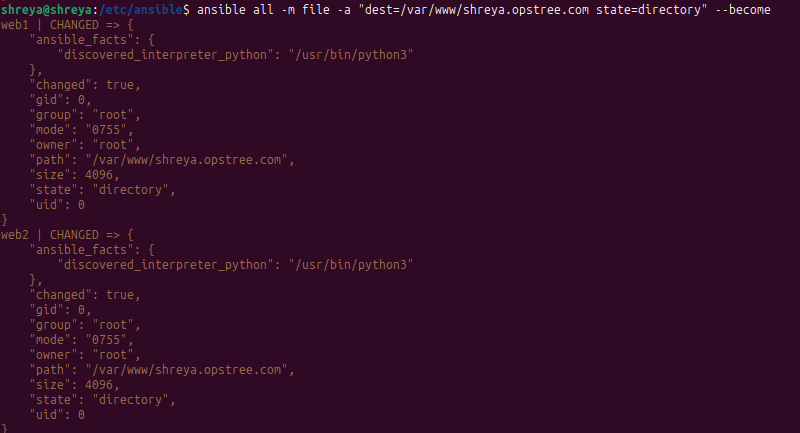 shreya@shreya:/etc/ansible$ ansible all -m file -a "dest=/var/www/shreya.opstree.com state=directory" --become
web1 | CHANGED => {
    "ansible_facts": {
        "discovered_interpreter_python": "/usr/bin/python3"
    },
    "changed": true,
    "gid": 0,
    "group": "root",
    "mode": "0755",
    "owner": "root",
    "path": "/var/www/shreya.opstree.com",
    "size": 4096,
    "state": "directory",
    "uid": 0
}
web2 | CHANGED => {
    "ansible_facts": {
        "discovered_interpreter_python": "/usr/bin/python3"
    },
    "changed": true,
    "gid": 0,
    "group": "root",
    "mode": "0755",
    "owner": "root",
    "path": "/var/www/shreya.opstree.com",
    "size": 4096,
    "state": "directory",
    "uid": 0
}